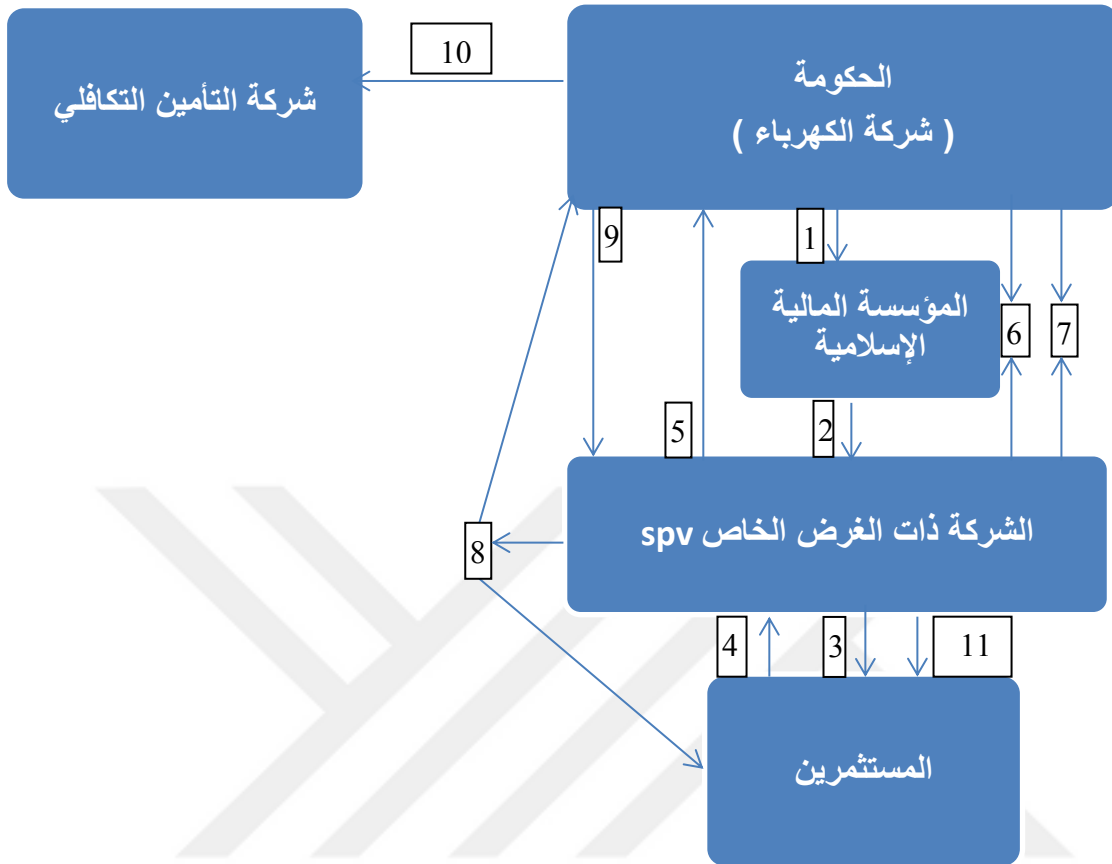 10
الحكومة
( شركة الكهرباء )
شركة التأمين التكافلي
9
1
المؤسسة المالية
الإسلامية
6
7
5
2
الشركة ذات الغرض الخاص spv
8
4
3
11
المستثمرين